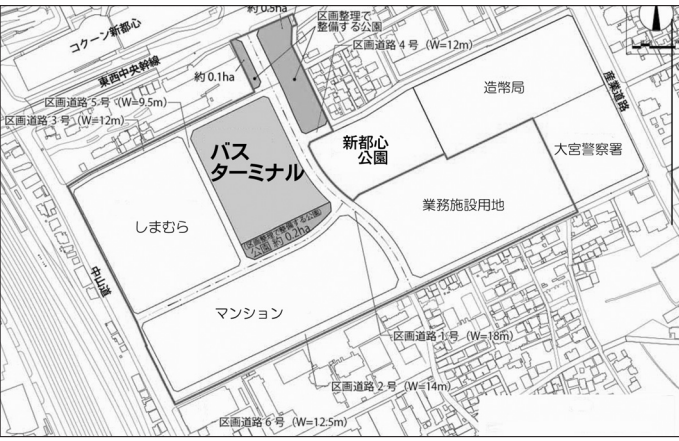 約0.5ha
区画整理で
整備する公園
コクーン新都心
区画道路4号 (W=12m)
東西中央幹線
約0.1ha
造幣局
産業道路
区画道路5号 (W=9.5m)
区画道路3号 (W=12m)
バス
ターミナル
新都心
公園
大宮警察署
しまむら
業務施設用地
(区画整理で整備する公園)
公園 約0.2ha
中山道
マンション
区画道路1号 (W=18m)
区画道路2号 (W=14m)
区画道路6号 (W=12.5m)